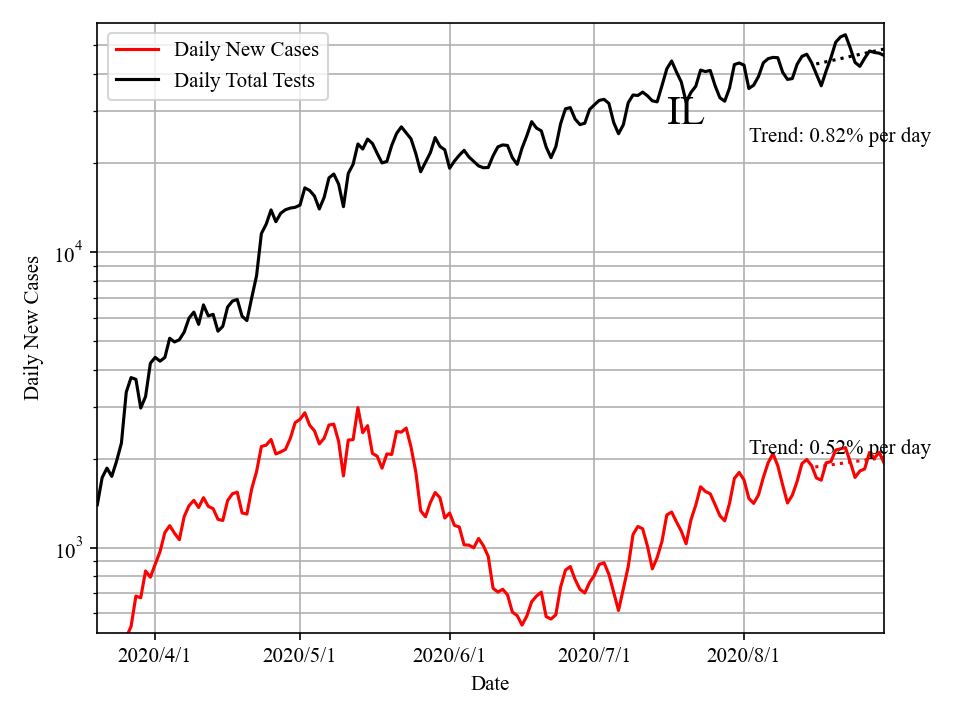 Daily New Cases
Daily Total Tests
IL
Trend: 0.82% per day
10^4
Daily New Cases
Trend: 0.52% per day
10^3
2020/4/1
2020/5/1
2020/6/1
2020/7/1
2020/8/1
Date